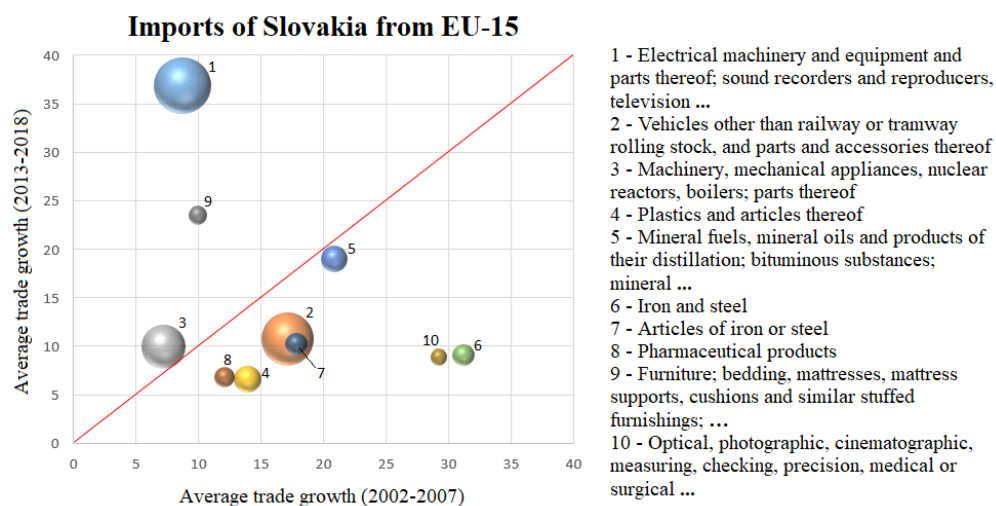 Imports of Slovakia from EU-15
Average trade growth (2013-2018)
40
35
30
25
20
15
10
5
0
1
9
5
3
2
10
6
8
4
7
0
5
10
15
20
25
30
35
40
Average trade growth (2002-2007)
1 - Electrical machinery and equipment and
parts thereof; sound recorders and reproducers,
television ...
2 - Vehicles other than railway or tramway
rolling stock, and parts and accessories thereof
3 - Machinery, mechanical appliances, nuclear
reactors, boilers; parts thereof
4 - Plastics and articles thereof
5 - Mineral fuels, mineral oils and products of
their distillation; bituminous substances;
mineral ...
6 - Iron and steel
7 - Articles of iron or steel
8 - Pharmaceutical products
9 - Furniture; bedding, mattresses, mattress
supports, cushions and similar stuffed
furnishings; …
10 - Optical, photographic, cinematographic,
measuring, checking, precision, medical or
surgical ...